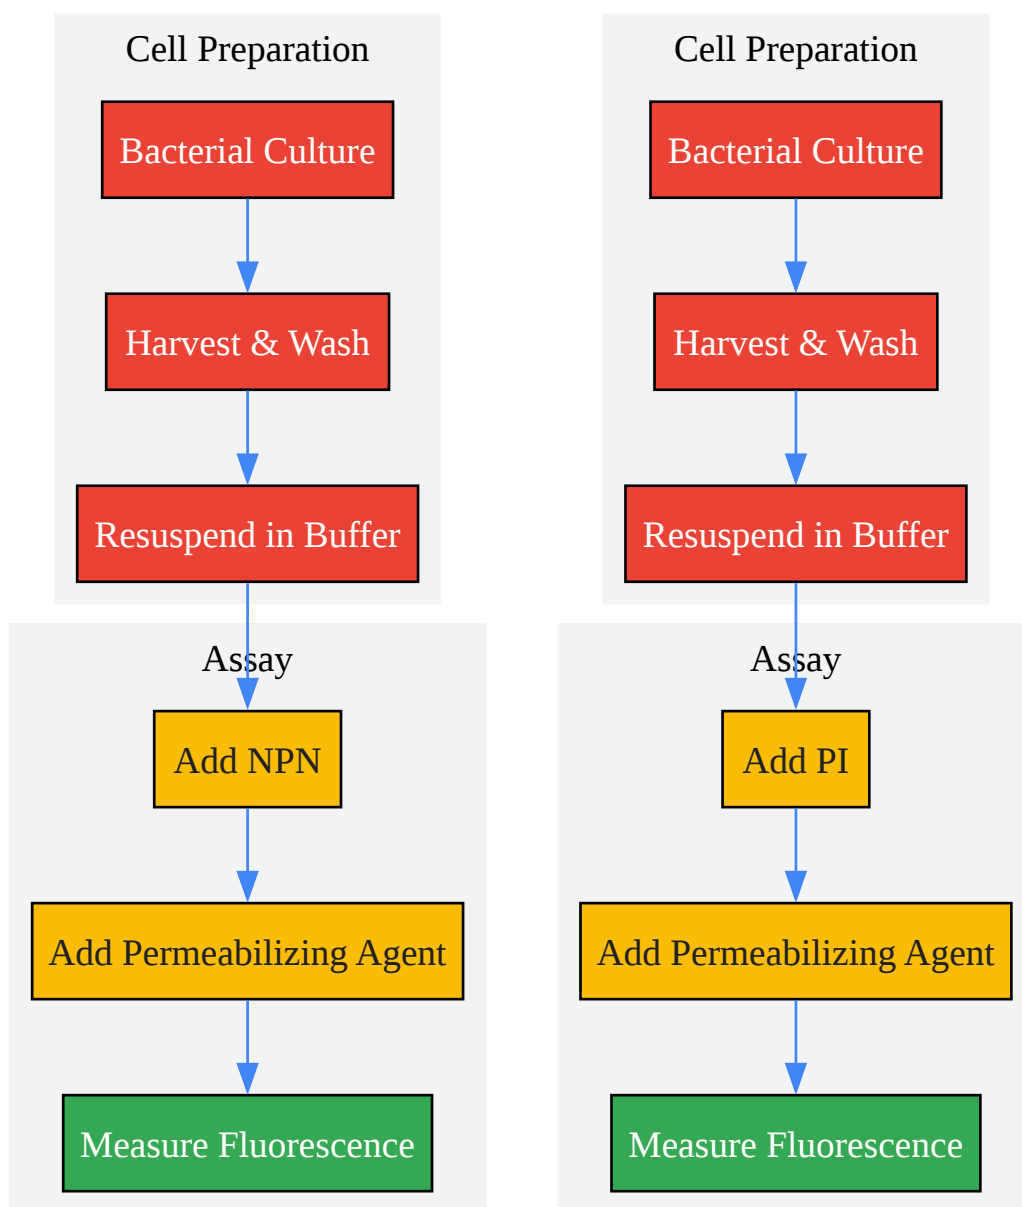 Cell Preparation
Bacterial Culture
Harvest & Wash
Resuspend in Buffer
Assay
Add NPN
Add Permeabilizing Agent
Measure Fluorescence
Cell Preparation
Bacterial Culture
Harvest & Wash
Resuspend in Buffer
Assay
Add PI
Add Permeabilizing Agent
Measure Fluorescence